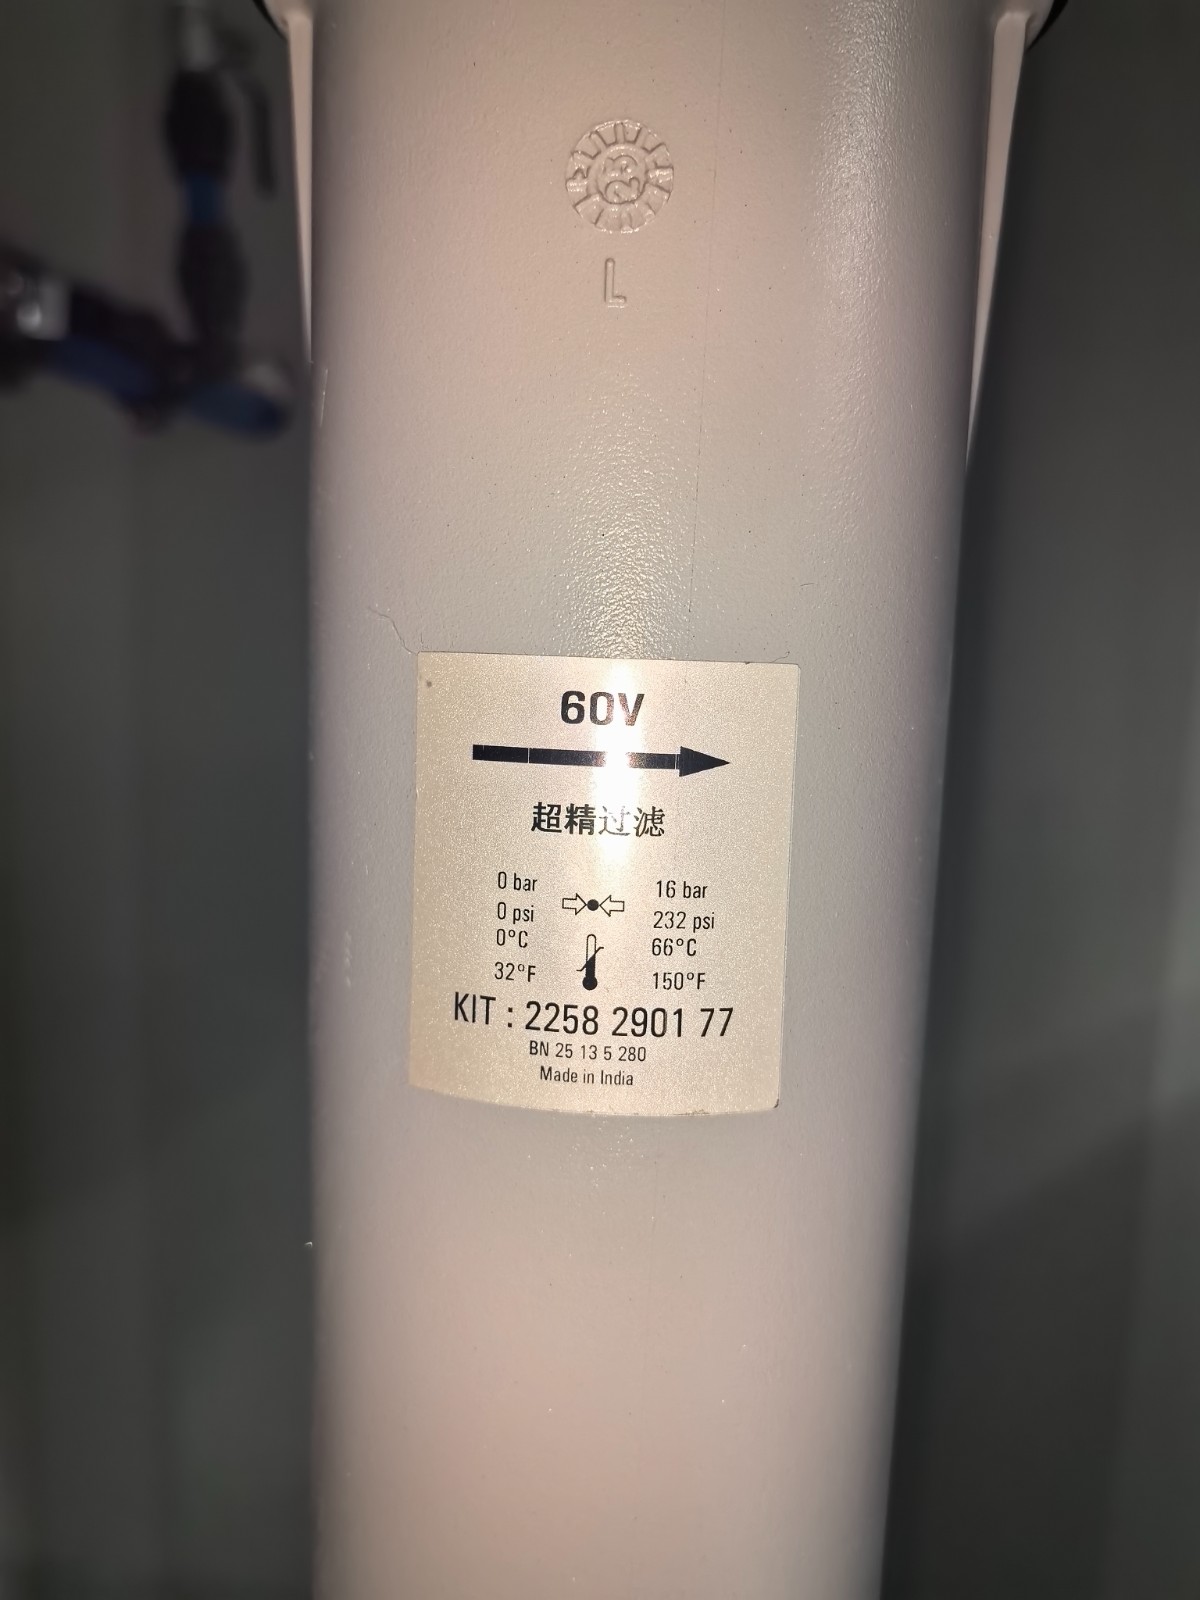 L
60V
超精过滤
0 bar 16 bar
0 psi 232 psi
0°C 66°C
32°F 150°F
KIT : 2258 2901 77
BN 25 13 5 280
Made in India